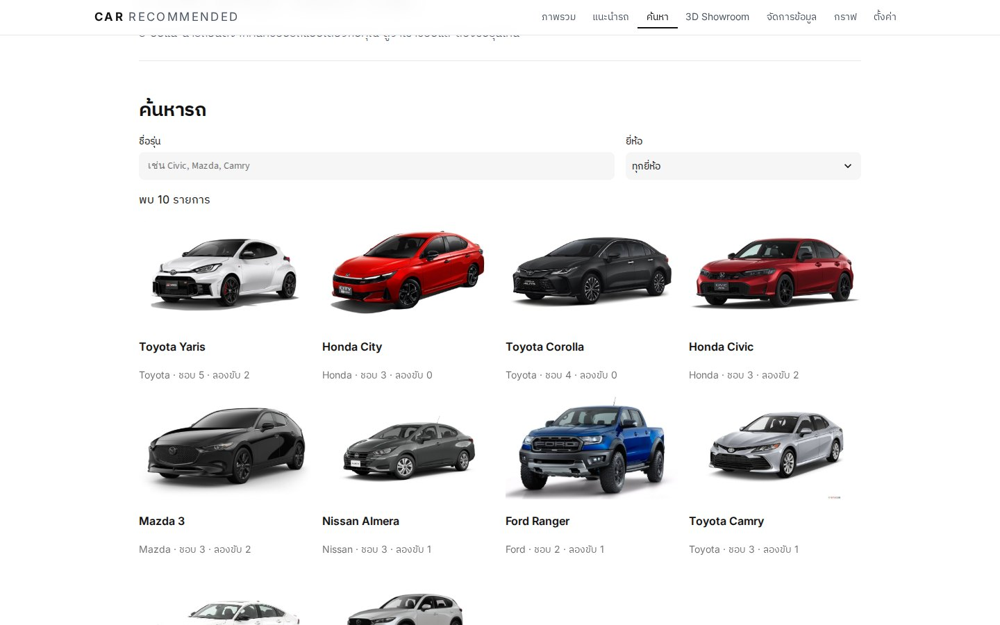 CAR RECOMMENDED
ภาพรวม
แนะนำรถ
ค้นหา
3D Showroom
จัดการข้อมูล
กราฟ
ตั้งค่า
ค้นหารถ
ชื่อรุ่น
ยี่ห้อ
เช่น Civic, Mazda, Camry
ทุกยี่ห้อ
พบ 10 รายการ
CITY
ALTIS
CIVIC
Toyota Yaris
Honda City
Toyota Corolla
Honda Civic
Toyota · ชอบ 5 · ลองขับ 2
Honda · ชอบ 3 · ลองขับ 0
Toyota · ชอบ 4 · ลองขับ 0
Honda · ชอบ 3 · ลองขับ 2
FORD
Mazda 3
Nissan Almera
Ford Ranger
Toyota Camry
Mazda · ชอบ 3 · ลองขับ 2
Nissan · ชอบ 3 · ลองขับ 1
Ford · ชอบ 2 · ลองขับ 1
Toyota · ชอบ 3 · ลองขับ 1